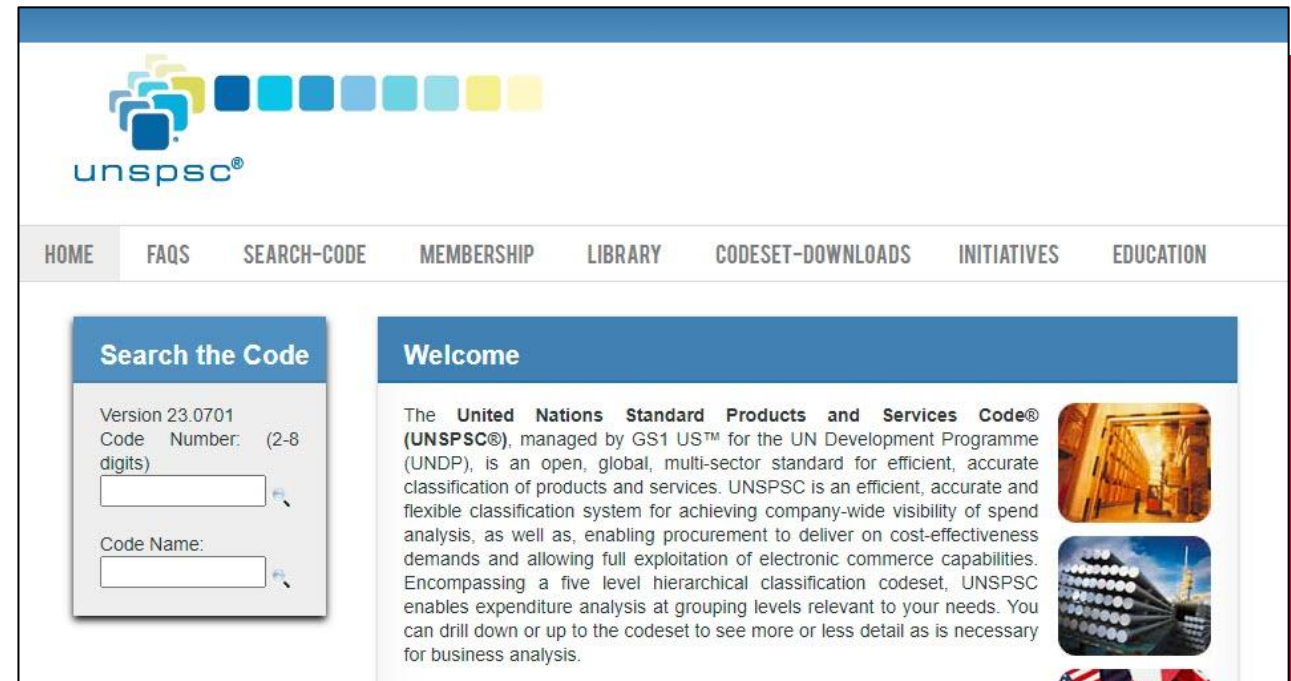 unspsc®
HOME FAQS SEARCH-CODE MEMBERSHIP LIBRARY CODESET-DOWNLOADS INITIATIVES EDUCATION
Search the Code
Version 23.0701
Code Number: (2-8
digits)
Code Name:
Welcome
The United Nations Standard Products and Services Code®
(UNSPSC®), managed by GS1 US™ for the UN Development Programme
(UNDP), is an open, global, multi-sector standard for efficient, accurate
classification of products and services. UNSPSC is an efficient, accurate and
flexible classification system for achieving company-wide visibility of spend
analysis, as well as, enabling procurement to deliver on cost-effectiveness
demands and allowing full exploitation of electronic commerce capabilities.
Encompassing a five level hierarchical classification codeset, UNSPSC
enables expenditure analysis at grouping levels relevant to your needs. You
can drill down or up to the codeset to see more or less detail as is necessary
for business analysis.